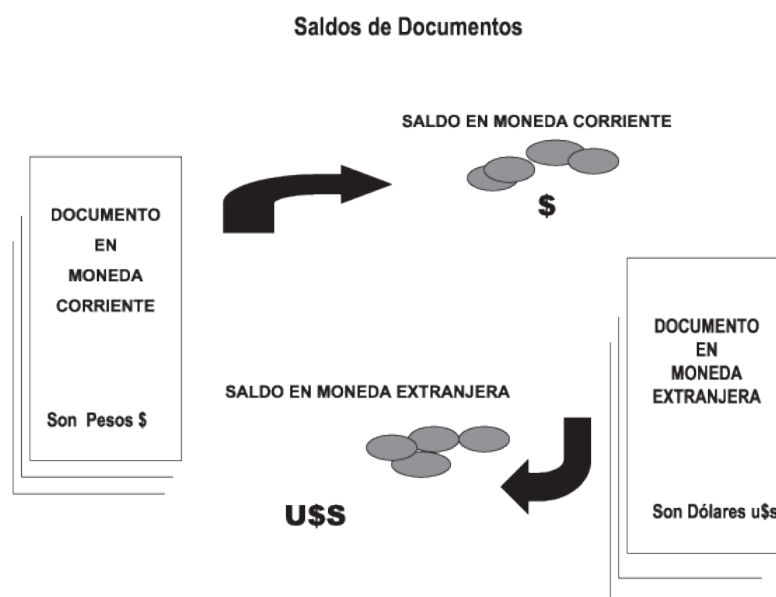 Saldos de Documentos
SALDO EN MONEDA CORRIENTE
$
DOCUMENTO
EN
MONEDA
CORRIENTE
Son Pesos $
DOCUMENTO
EN
MONEDA
EXTRANJERA
Son Dólares u$s
SALDO EN MONEDA EXTRANJERA
U$S